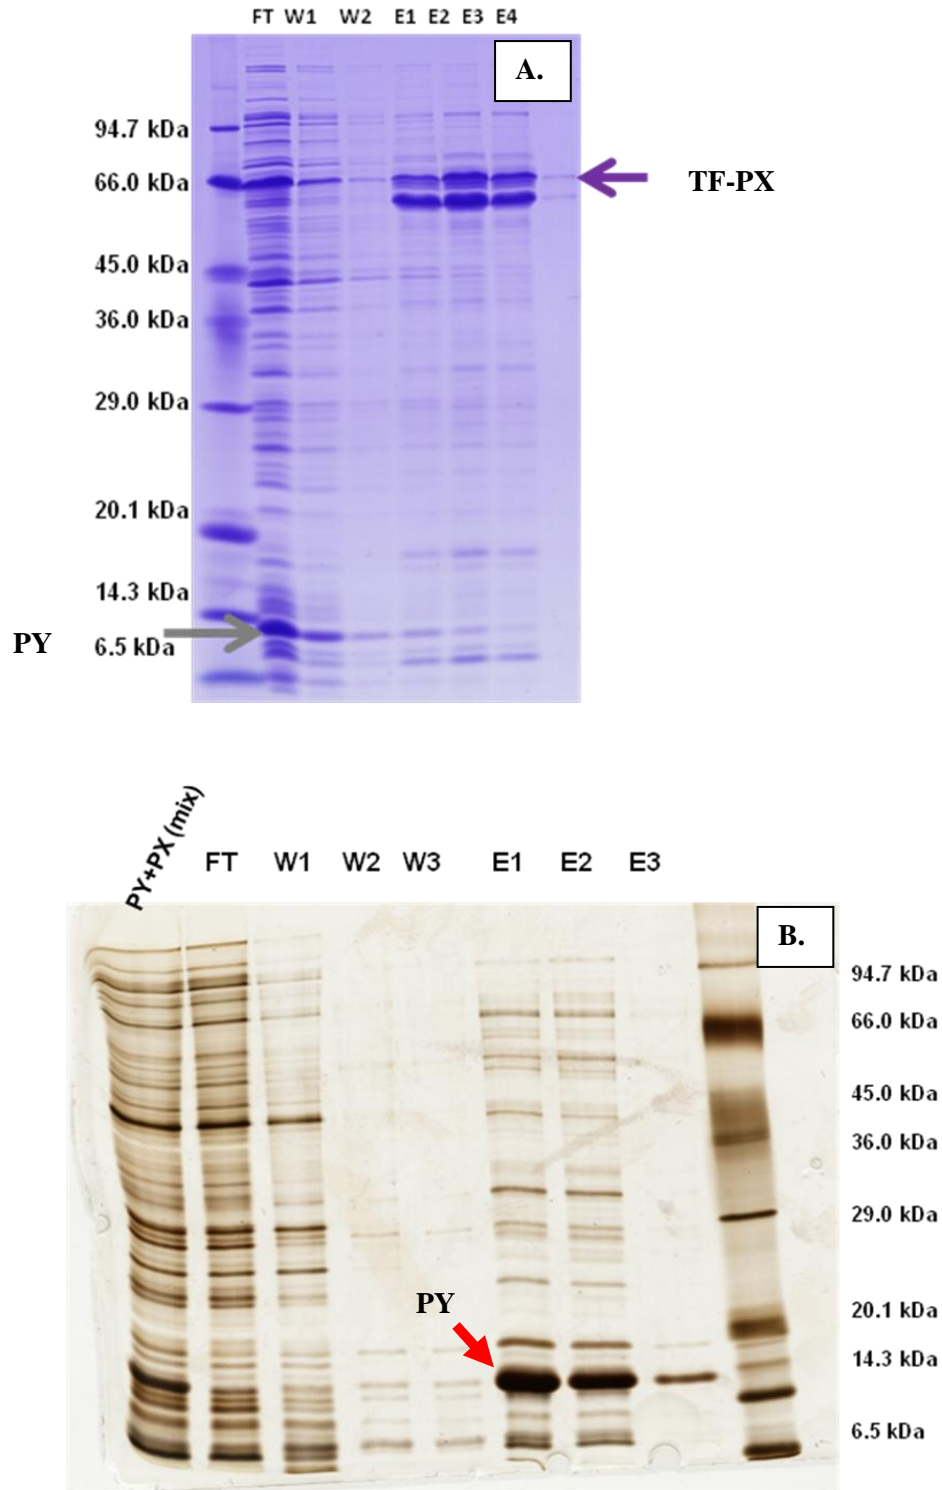 FT W1 W2 E1 E2 E3 E4
A.
94.7 kDa
66.0 kDa
TF-PX
45.0 kDa
36.0 kDa
29.0 kDa
20.1 kDa
14.3 kDa
PY
6.5 kDa
PY+PX (mix)
FT W1 W2 W3 E1 E2 E3
B.
94.7 kDa
66.0 kDa
45.0 kDa
36.0 kDa
29.0 kDa
PY
20.1 kDa
14.3 kDa
6.5 kDa